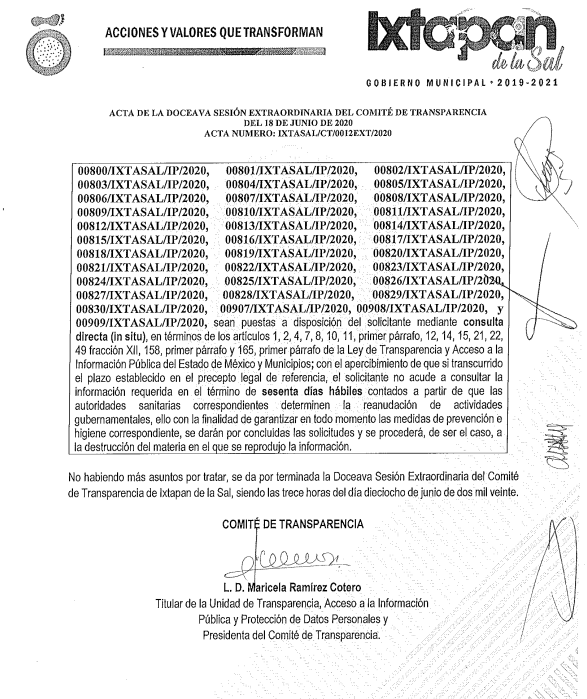 ACCIONES Y VALORES QUE TRANSFORMAN
Ixtapan
de la Sal
GOBIERNO MUNICIPAL • 2019-2021
ACTA DE LA DOCEAVA SESIÓN EXTRAORDINARIA DEL COMITÉ DE TRANSPARENCIA
DEL 18 DE JUNIO DE 2020
ACTA NUMERO: IXTASAL/CT/0012EXT/2020
00800/IXTASAL/IP/2020, 00801/IXTASAL/IP/2020, 00802/IXTASAL/IP/2020,
00803/IXTASAL/IP/2020, 00804/IXTASAL/IP/2020, 00805/IXTASAL/IP/2020,
00806/IXTASAL/IP/2020, 00807/IXTASAL/IP/2020, 00808/IXTASAL/IP/2020,
00809/IXTASAL/IP/2020, 00810/IXTASAL/IP/2020, 00811/IXTASAL/IP/2020,
00812/IXTASAL/IP/2020, 00813/IXTASAL/IP/2020, 00814/IXTASAL/IP/2020,
00815/IXTASAL/IP/2020, 00816/IXTASAL/IP/2020, 00817/IXTASAL/IP/2020,
00818/IXTASAL/IP/2020, 00819/IXTASAL/IP/2020, 00820/IXTASAL/IP/2020,
00821/IXTASAL/IP/2020, 00822/IXTASAL/IP/2020, 00823/IXTASAL/IP/2020,
00824/IXTASAL/IP/2020, 00825/IXTASAL/IP/2020, 00826/IXTASAL/IP/2020,
00827/IXTASAL/IP/2020, 00828/IXTASAL/IP/2020, 00829/IXTASAL/IP/2020,
00830/IXTASAL/IP/2020, 00907/IXTASAL/IP/2020, 00908/IXTASAL/IP/2020, y
00909/IXTASAL/IP/2020, sean puestas a disposición del solicitante mediante consulta
directa (in situ), en términos de los artículos 1, 2, 4, 7, 8, 10, 11, primer párrafo, 12, 14, 15, 21, 22,
49 fracción XII, 158, primer párrafo y 165, primer párrafo de la Ley de Transparencia y Acceso a la
Información Pública del Estado de México y Municipios; con el apercibimiento de que si transcurrido
el plazo establecido en el precepto legal de referencia, el solicitante no acude a consultar la
información requerida en el término de sesenta días hábiles contados a partir de que las
autoridades sanitarias correspondientes determinen la reanudación de actividades
gubernamentales, ello con la finalidad de garantizar en todo momento las medidas de prevención e
higiene correspondiente, se darán por concluidas las solicitudes y se procederá, de ser el caso, a
la destrucción del materia en el que se reprodujo la información.
No habiendo más asuntos por tratar, se da por terminada la Doceava Sesión Extraordinaria del Comité
de Transparencia de Ixtapan de la Sal, siendo las trece horas del día dieciocho de junio de dos mil veinte.
COMITÉ DE TRANSPARENCIA
L. D. Maricela Ramírez Cotero
Titular de la Unidad de Transparencia, Acceso a la Información
Pública y Protección de Datos Personales y
Presidenta del Comité de Transparencia.